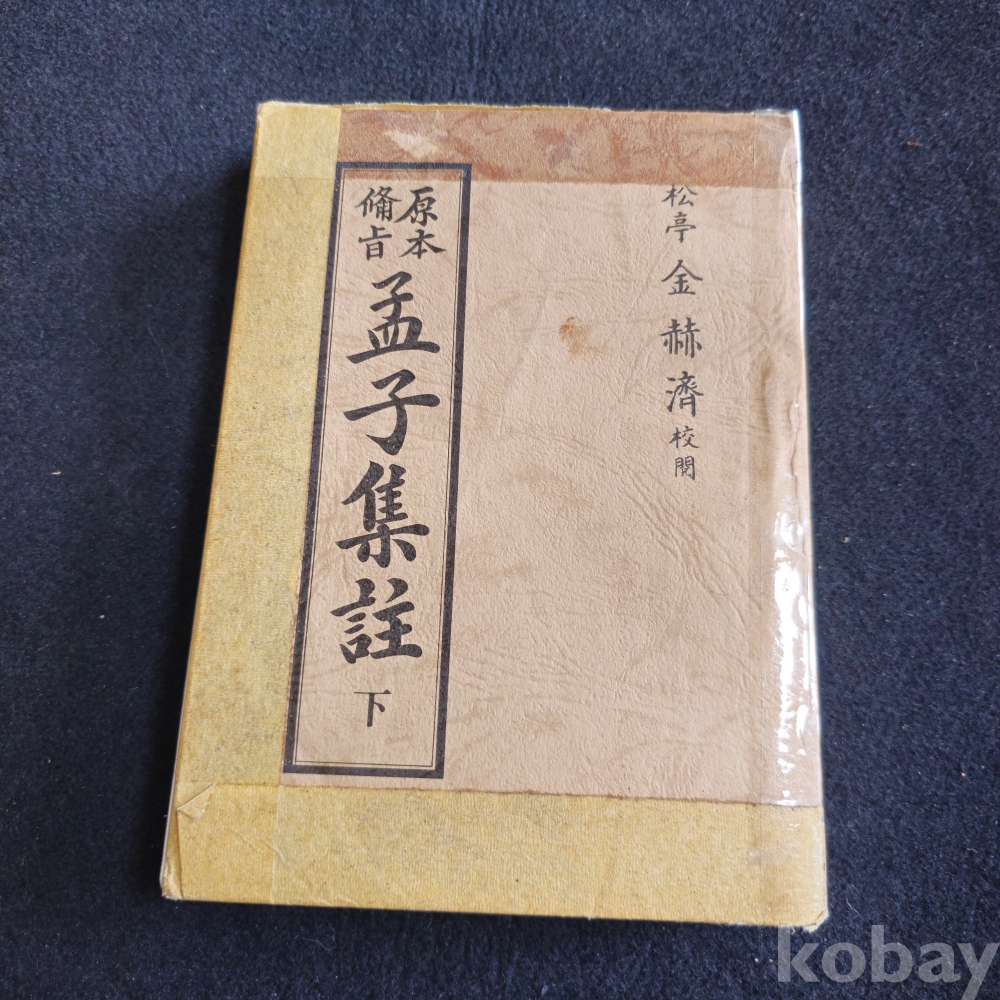 松亭 金赫濟 校閱
原本
備旨
孟子集註 下
kobay